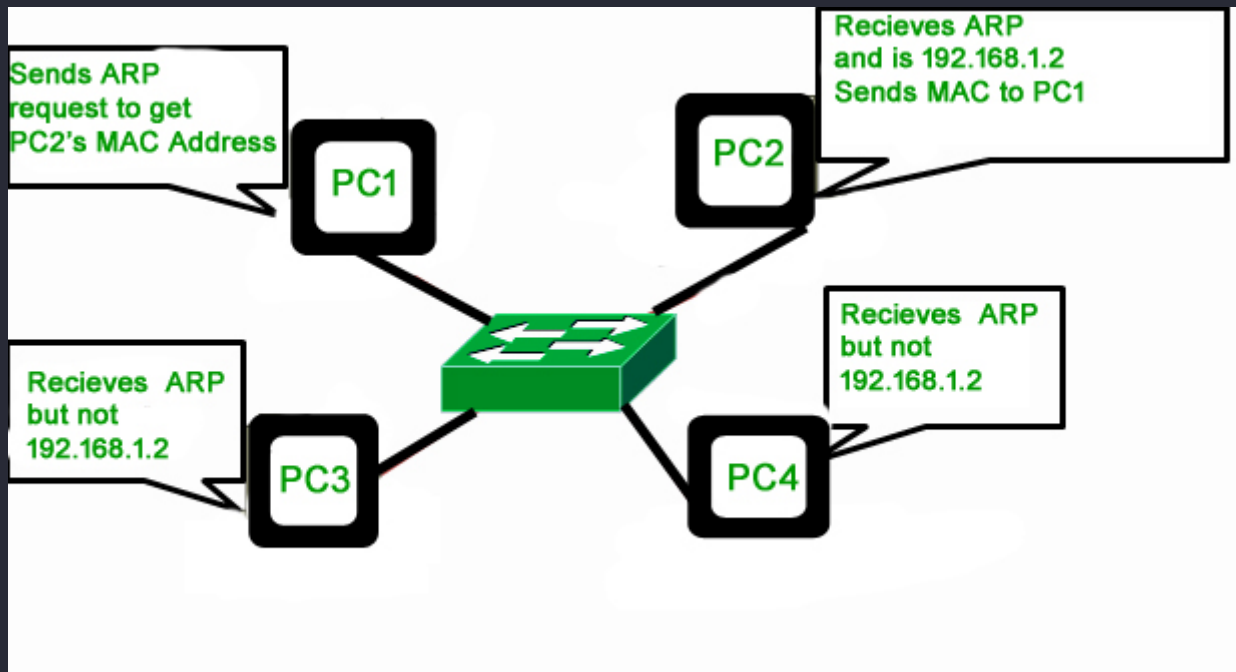 Sends ARP
request to get
PC2's MAC Address
PC1
Recieves ARP
and is 192.168.1.2
Sends MAC to PC1
PC2
Recieves ARP
but not
192.168.1.2
PC3
Recieves ARP
but not
192.168.1.2
PC4